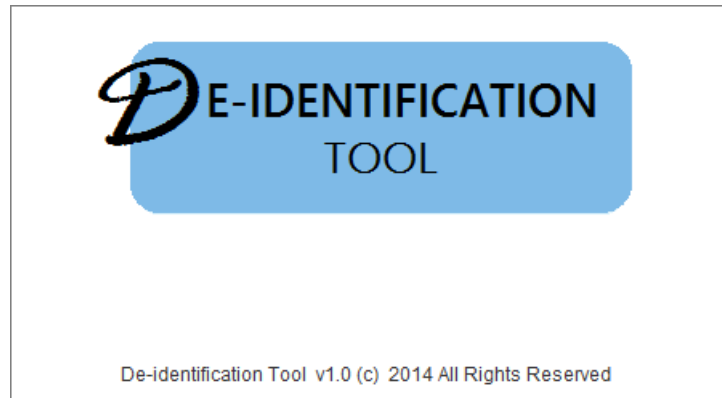 DE-IDENTIFICATION
TOOL
De-identification Tool v1.0 (c) 2014 All Rights Reserved